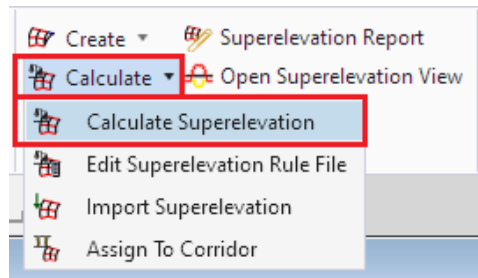 Create Superelevation Report
Calculate Open Superelevation View
Calculate Superelevation
Edit Superelevation Rule File
Import Superelevation
Assign To Corridor